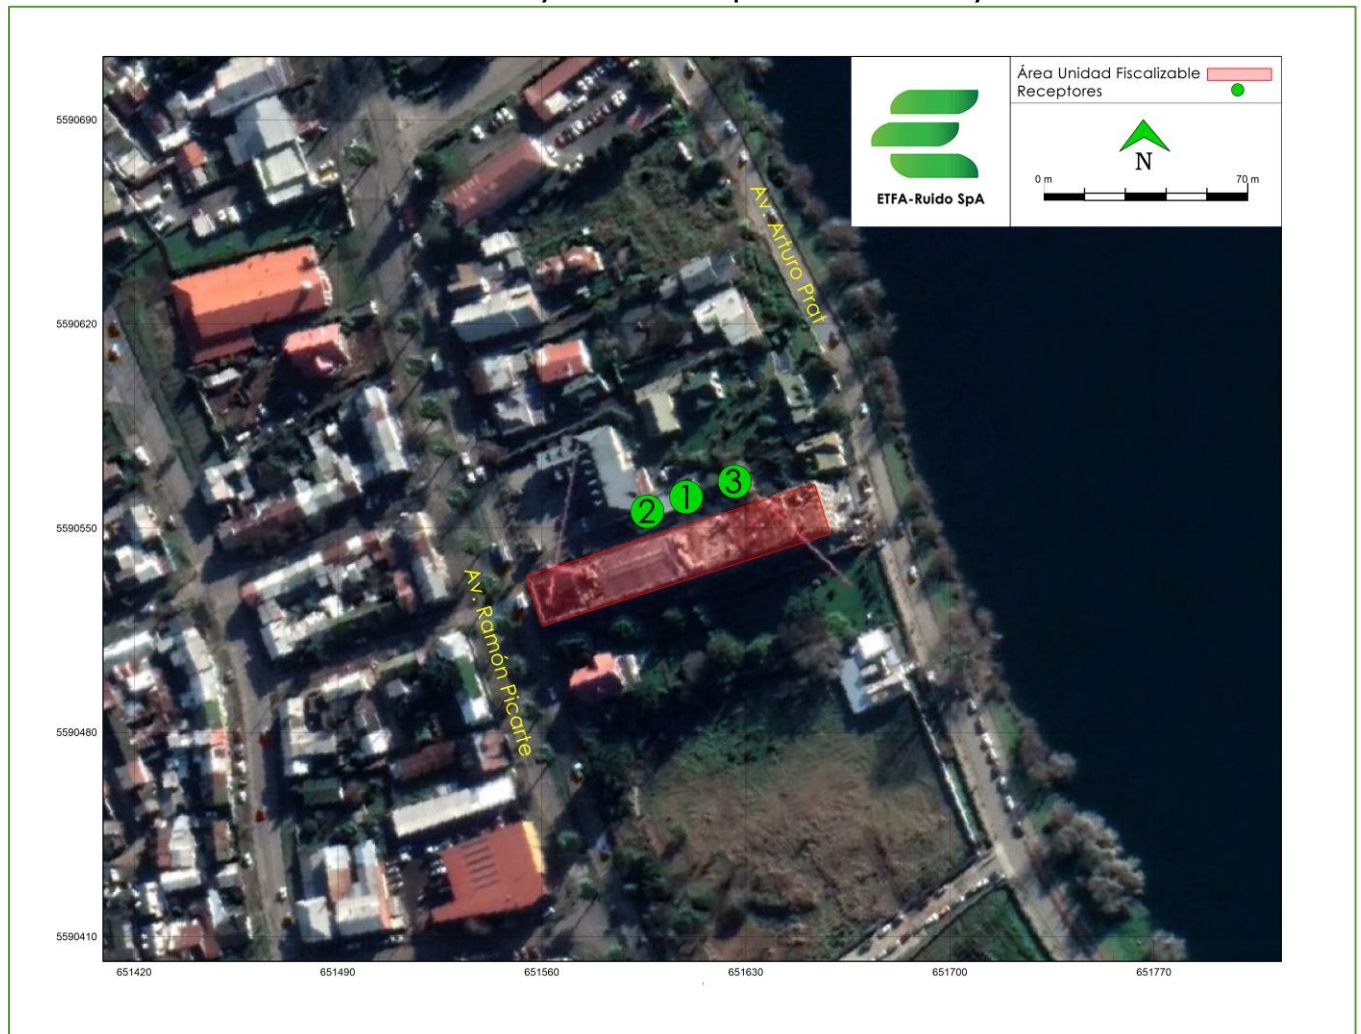 Área Unidad Fiscalizable
Receptores
N
0 m
70 m
ETFA-Ruido SpA
5590690
Av. Arturo Prat
5590620
3
1
2
5590550
Av. Ramón Picarte
5590480
5590410
651420
651490
651560
651630
651700
651770